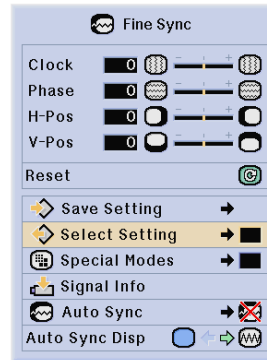 Fine Sync
Clock 0 - +
Phase 0 - +
H-Pos 0 - +
V-Pos 0 - +
Reset
Save Setting
Select Setting
Special Modes
Signal Info
Auto Sync
Auto Sync Disp